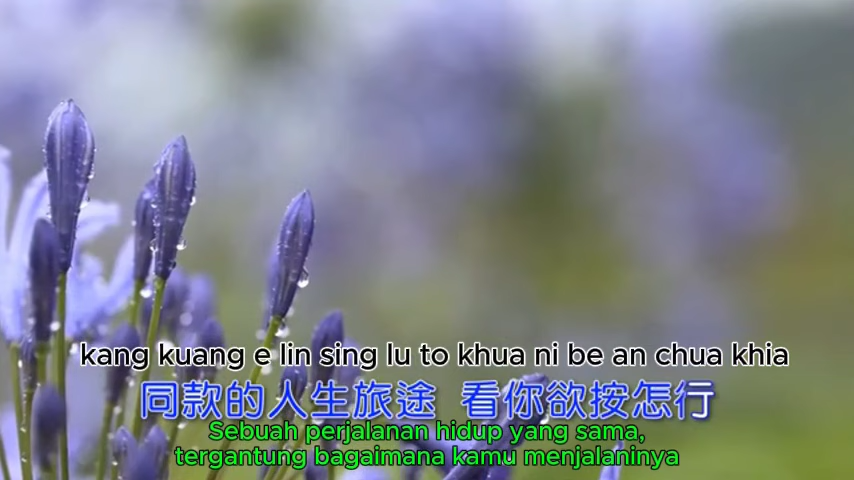 kang kuang e lin sing lu to khua ni be an chua khia
同款的人生旅途 看你欲按怎行
Sebuah perjalanan hidup yang sama,
tergantung bagaimana kamu menjalaninya